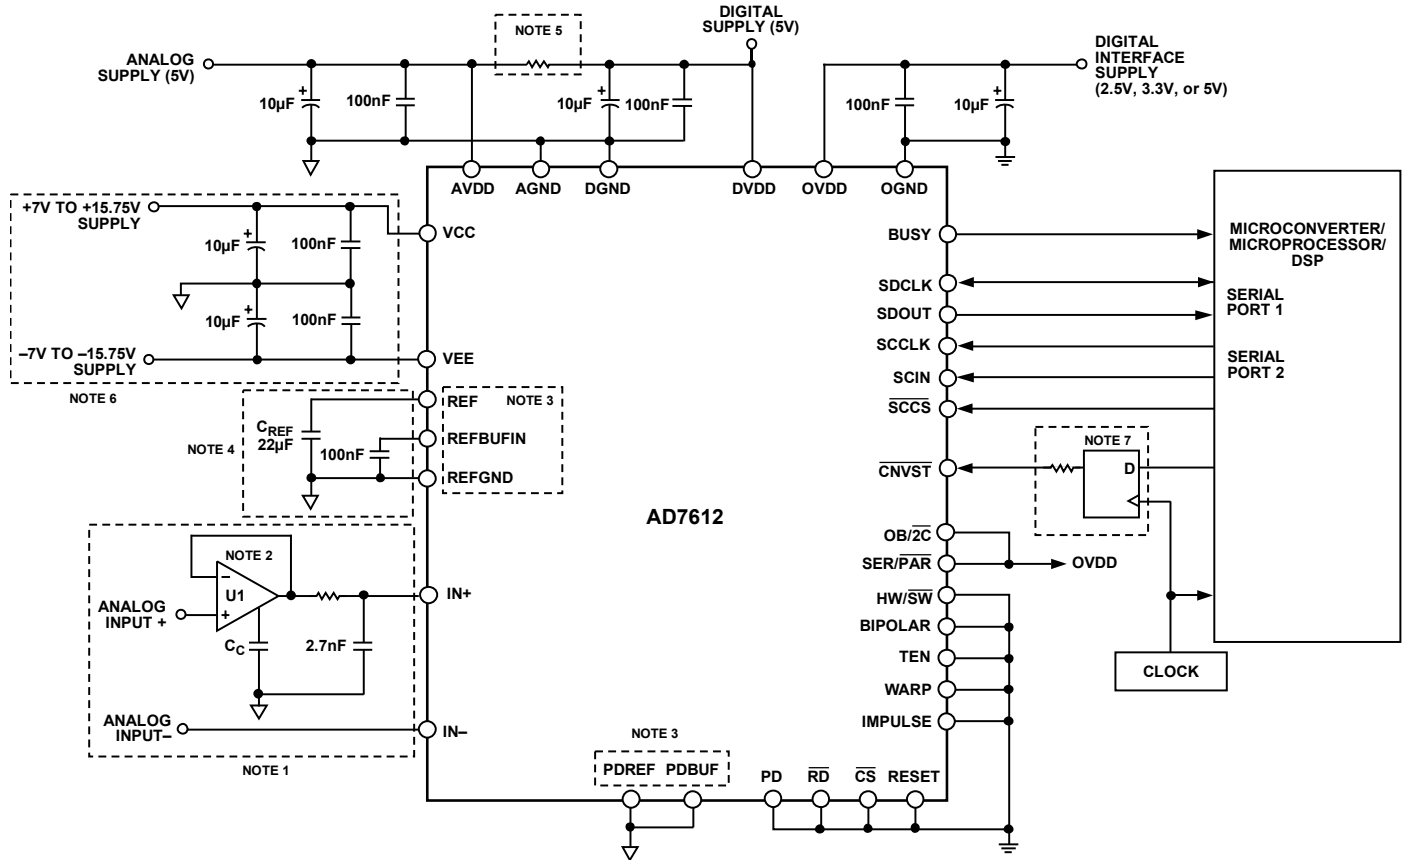 NOTE 5
DIGITAL
SUPPLY (5V)
ANALOG
SUPPLY (5V)
DIGITAL
INTERFACE
SUPPLY
(2.5V, 3.3V, or 5V)
+
10µF
100nF
+
10µF
100nF
100nF
+
10µF
AVDD
AGND
DGND
DVDD
OVDD
OGND
+7V TO +15.75V
SUPPLY
+
10µF
100nF
+
10µF
100nF
–7V TO –15.75V
SUPPLY
NOTE 6
VCC
VEE
BUSY
SDCLK
SDOUT
SCCLK
SCIN
SCCS
CNVST
MICROCONVERTER/
MICROPROCESSOR/
DSP
SERIAL
PORT 1
SERIAL
PORT 2
NOTE 4
CREF
22µF
100nF
REF
NOTE 3
REFBUFIN
REFGND
NOTE 7
D
AD7612
NOTE 2
–
U1
+
ANALOG
INPUT +
CC
2.7nF
IN+
ANALOG
INPUT–
IN–
NOTE 1
OB/2C
SER/PAR
OVDD
HW/SW
BIPOLAR
TEN
WARP
IMPULSE
CLOCK
NOTE 3
PDREF PDBUF
PD
RD
CS
RESET